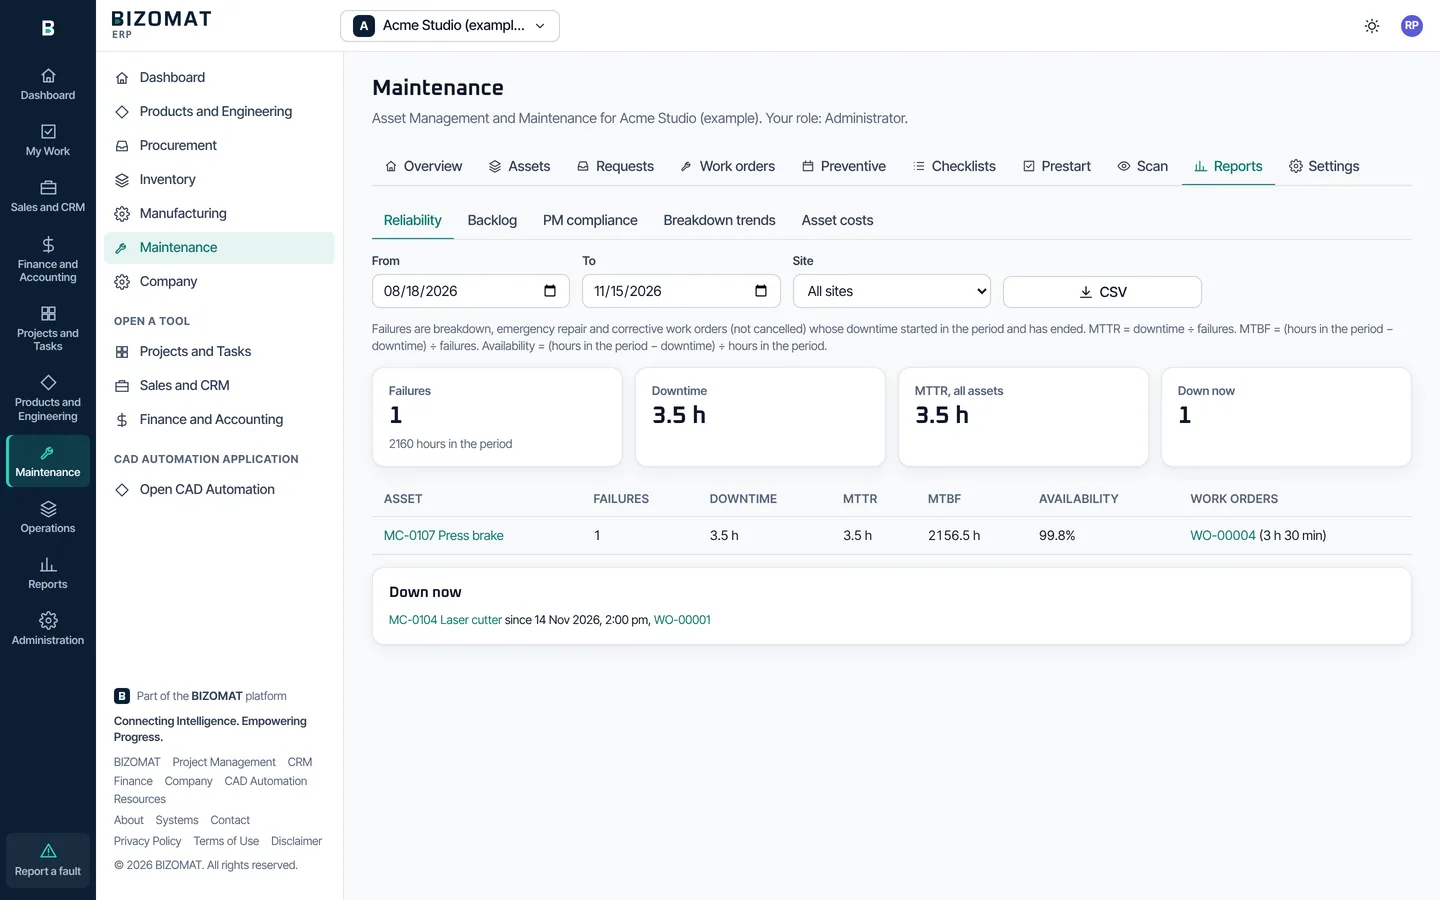 B
Dashboard
My Work
Sales and CRM
Finance and
Accounting
Projects and
Tasks
Products and
Engineering
Maintenance
Operations
Reports
Administration
Report a fault
BIZOMAT
ERP
A Acme Studio (exampl...
RP
Dashboard
Products and Engineering
Procurement
Inventory
Manufacturing
Maintenance
Company
OPEN A TOOL
Projects and Tasks
Sales and CRM
Finance and Accounting
CAD AUTOMATION APPLICATION
Open CAD Automation
B Part of the BIZOMAT platform
Connecting Intelligence. Empowering
Progress.
BIZOMAT Project Management CRM
Finance Company CAD Automation
Resources
About Systems Contact
Privacy Policy Terms of Use Disclaimer
© 2026 BIZOMAT. All rights reserved.
Maintenance
Asset Management and Maintenance for Acme Studio (example). Your role: Administrator.
Overview Assets Requests Work orders Preventive Checklists Prestart Scan Reports Settings
Reliability Backlog PM compliance Breakdown trends Asset costs
From To Site
08/18/2026 11/15/2026 All sites CSV
Failures are breakdown, emergency repair and corrective work orders (not cancelled) whose downtime started in the period and has ended. MTTR = downtime ÷ failures. MTBF = (hours in the period −
downtime) ÷ failures. Availability = (hours in the period − downtime) ÷ hours in the period.
Failures Downtime MTTR, all assets Down now
1 3.5 h 3.5 h 1
2160 hours in the period
ASSET FAILURES DOWNTIME MTTR MTBF AVAILABILITY WORK ORDERS
MC-0107 Press brake 1 3.5 h 3.5 h 2156.5 h 99.8% WO-00004 (3 h 30 min)
Down now
MC-0104 Laser cutter since 14 Nov 2026, 2:00 pm, WO-00001